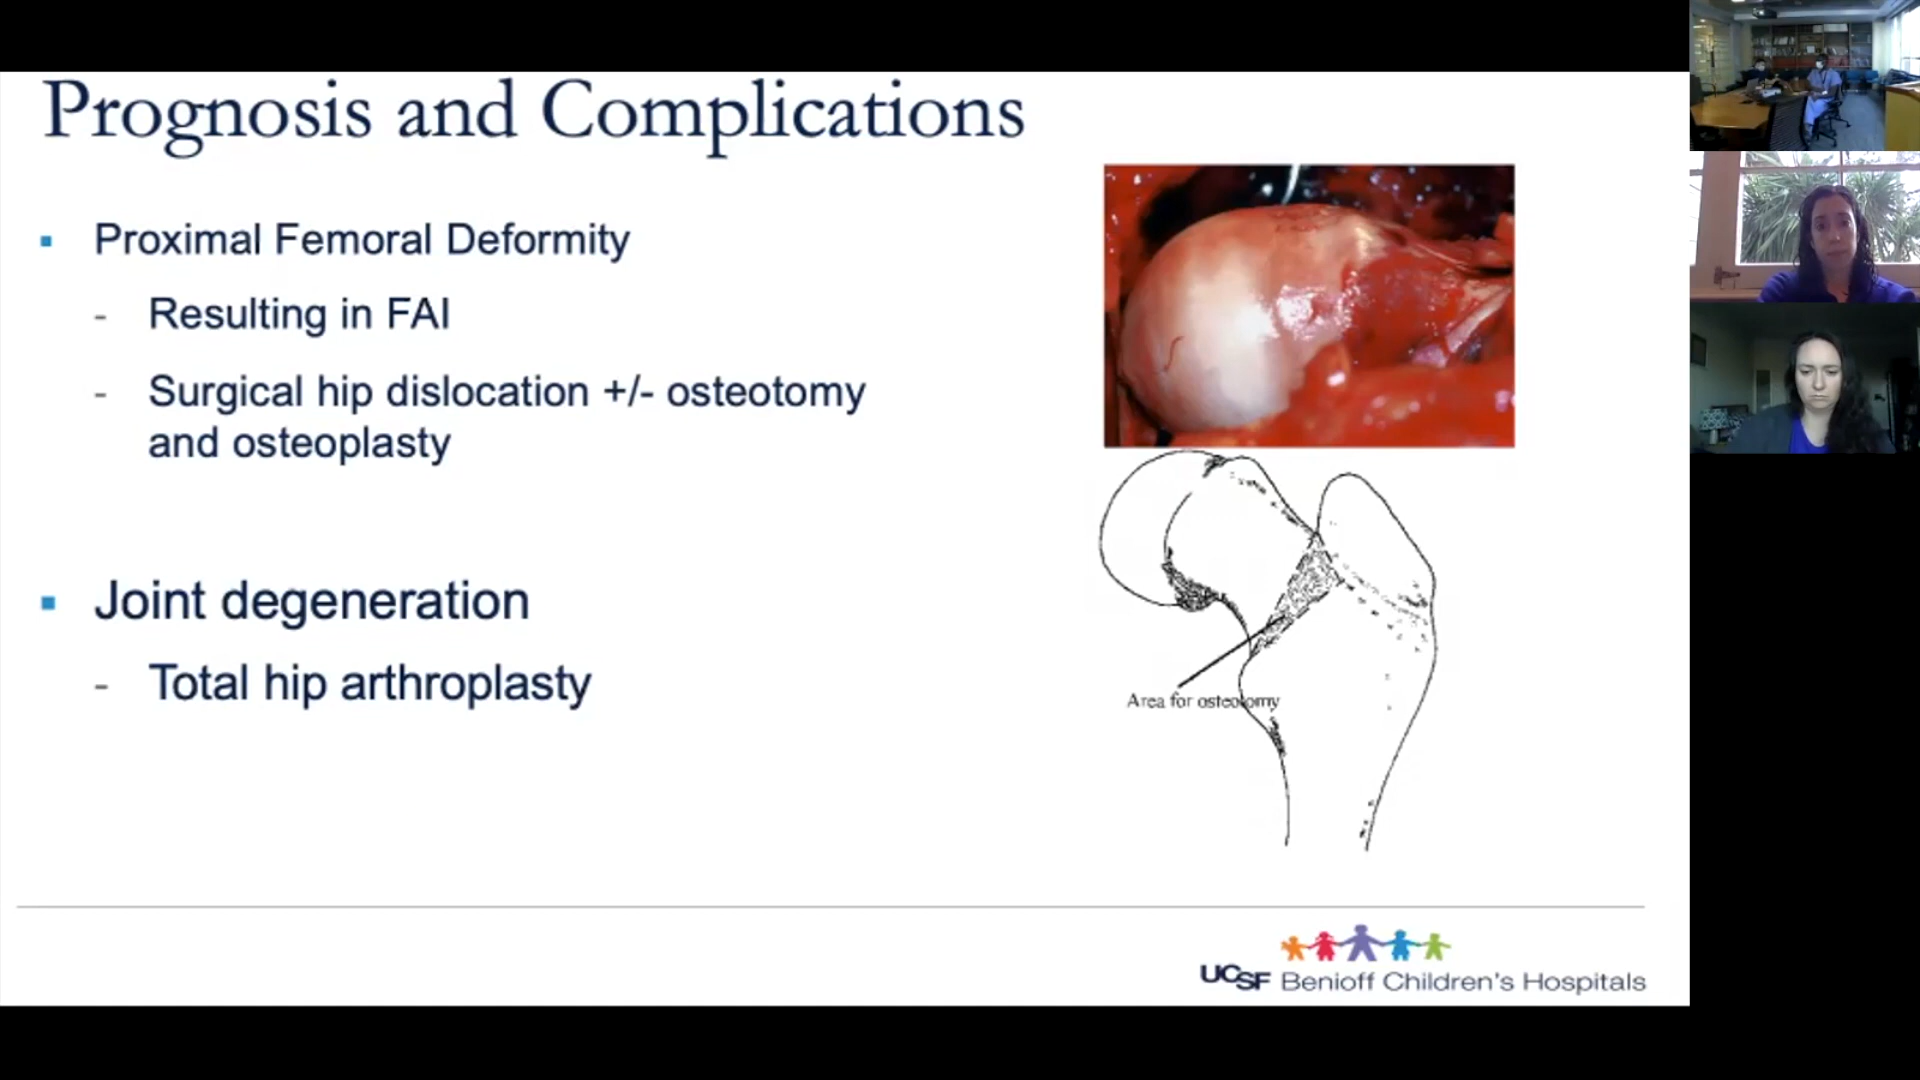 Prognosis and Complications
Proximal Femoral Deformity
- Resulting in FAI
- Surgical hip dislocation +/- osteotomy
and osteoplasty
Joint degeneration
- Total hip arthroplasty
Area for osteotomy
UCSF Benioff Children's Hospitals